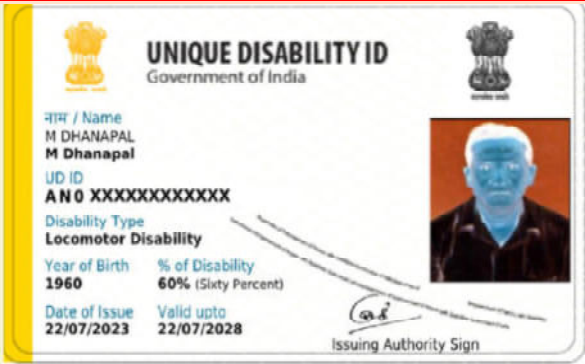 UNIQUE DISABILITY ID
Government of India
नाम / Name
M DHANAPAL
M Dhanapal
UD ID
AN0 XXXXXXXXXXXX
Disability Type
Locomotor Disability
Year of Birth % of Disability
1960 60% (Sixty Percent)
Date of Issue Valid upto
22/07/2023 22/07/2028
Issuing Authority Sign